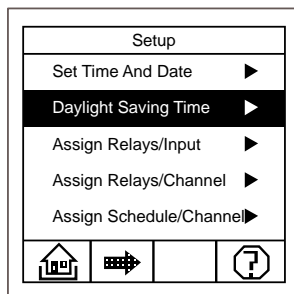 Setup
Set Time And Date
Daylight Saving Time
Assign Relays/Input
Assign Relays/Channel
Assign Schedule/Channel
?